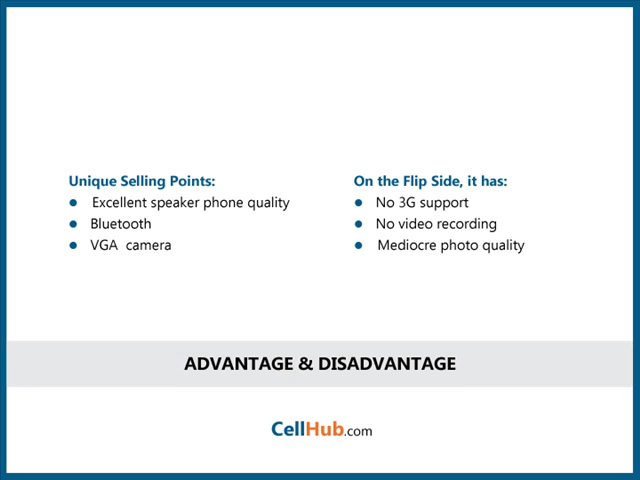 Unique Selling Points:
Excellent speaker phone quality
Bluetooth
VGA camera
On the Flip Side, it has:
No 3G support
No video recording
Mediocre photo quality
ADVANTAGE & DISADVANTAGE
CellHub.com